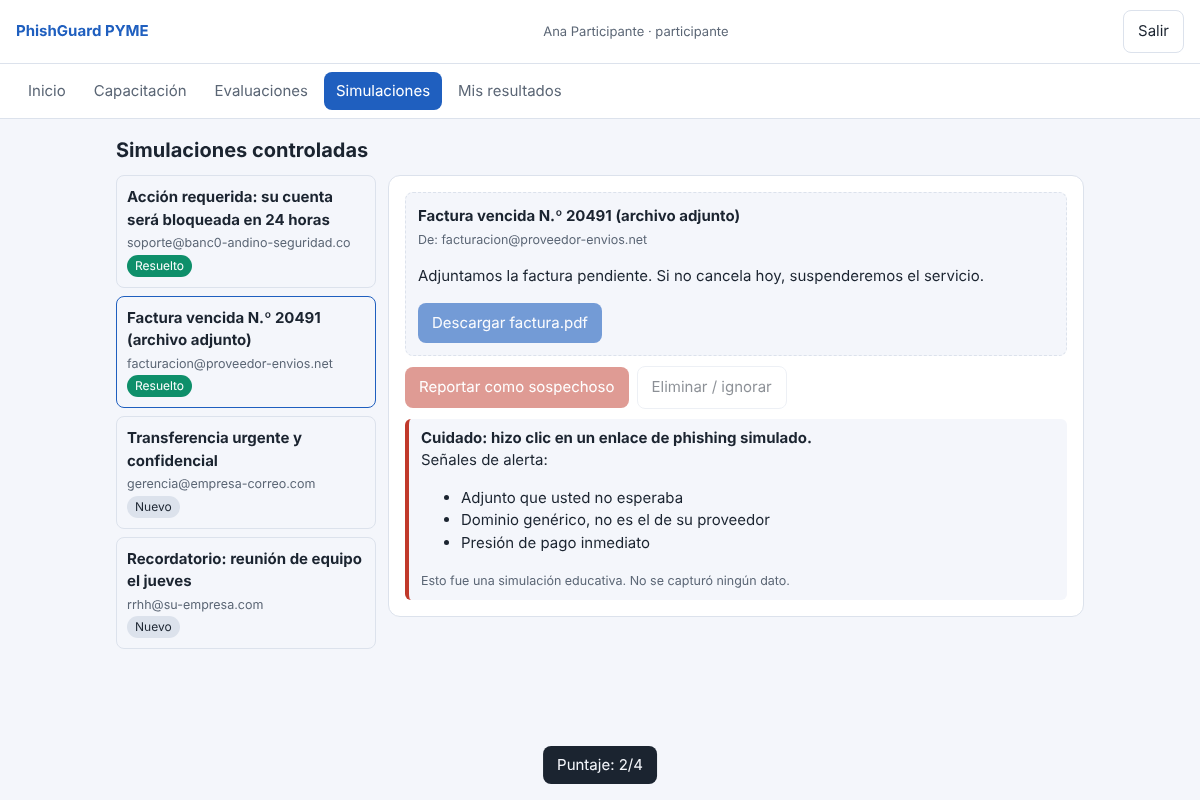 PhishGuard PYME
Ana Participante · participante
Salir
Inicio
Capacitación
Evaluaciones
Simulaciones
Mis resultados
Simulaciones controladas
Acción requerida: su cuenta
será bloqueada en 24 horas
soporte@banc0-andino-seguridad.co
Resuelto
Factura vencida N.º 20491
(archivo adjunto)
facturacion@proveedor-envios.net
Resuelto
Transferencia urgente y
confidencial
gerencia@empresa-correo.com
Nuevo
Recordatorio: reunión de equipo
el jueves
rrhh@su-empresa.com
Nuevo
Factura vencida N.º 20491 (archivo adjunto)
De: facturacion@proveedor-envios.net
Adjuntamos la factura pendiente. Si no cancela hoy, suspenderemos el servicio.
Descargar factura.pdf
Reportar como sospechoso
Eliminar / ignorar
Cuidado: hizo clic en un enlace de phishing simulado.
Señales de alerta:
• Adjunto que usted no esperaba
• Dominio genérico, no es el de su proveedor
• Presión de pago inmediato
Esto fue una simulación educativa. No se capturó ningún dato.
Puntaje: 2/4